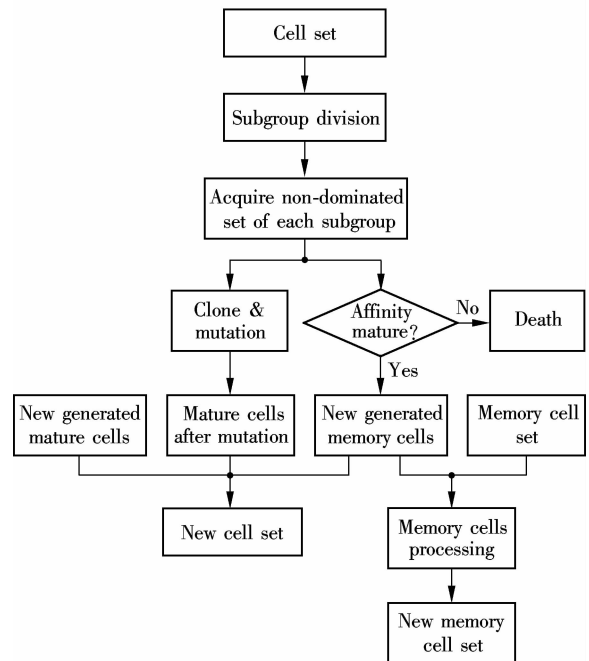 Cell set
Subgroup division
Acquire non-dominated
set of each subgroup
Clone &
mutation
Affinity
mature?
No
Death
Yes
New generated
mature cells
Mature cells
after mutation
New generated
memory cells
Memory cell
set
New cell set
Memory cells
processing
New memory
cell set